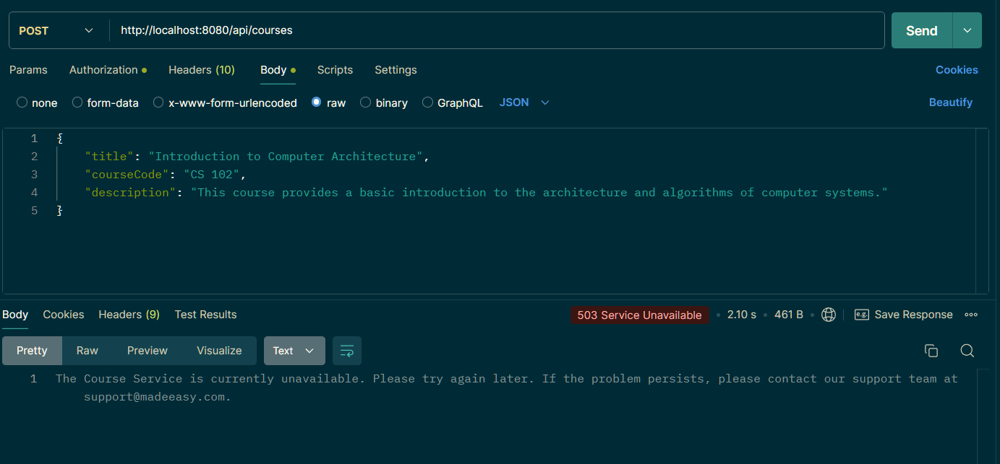 POST http://localhost:8080/api/courses Send
Params Authorization Headers (10) Body Scripts Settings Cookies
none form-data x-www-form-urlencoded raw binary GraphQL JSON Beautify
1 {
2 "title": "Introduction to Computer Architecture",
3 "courseCode": "CS 102",
4 "description": "This course provides a basic introduction to the architecture and algorithms of computer systems."
5 }
Body Cookies Headers (9) Test Results 503 Service Unavailable • 2.10 s • 461 B • e.g. Save Response
Pretty Raw Preview Visualize Text
1 The Course Service is currently unavailable. Please try again later. If the problem persists, please contact our support team at
support@madeeasy.com.